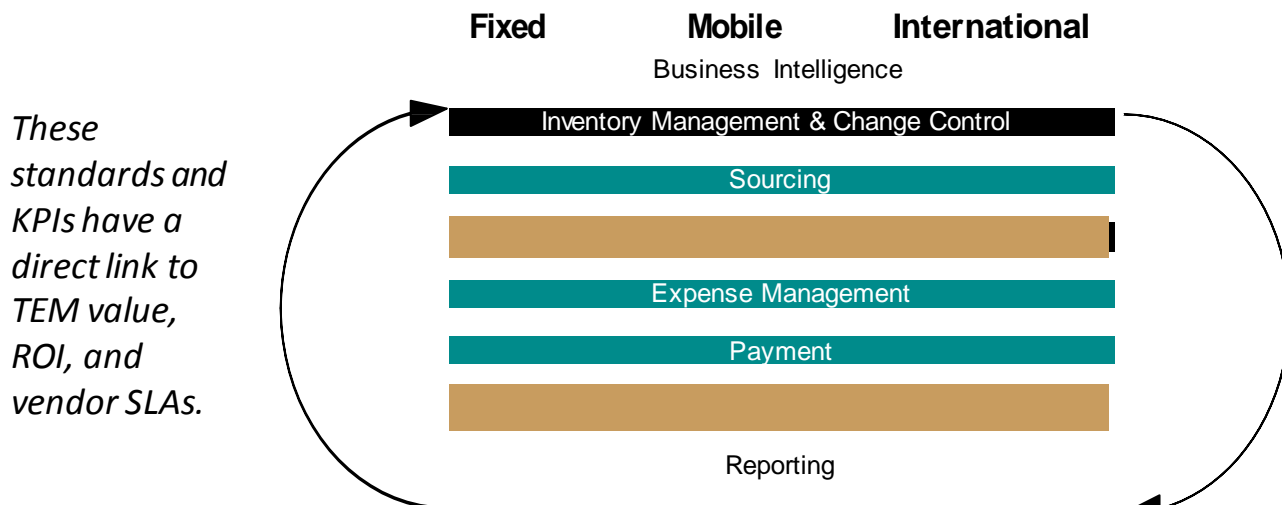 Fixed Mobile International
Business Intelligence
Inventory Management & Change Control
Sourcing
Expense Management
Payment
Reporting
These
standards and
KPIs have a
direct link to
TEM value,
ROI, and
vendor SLAs.